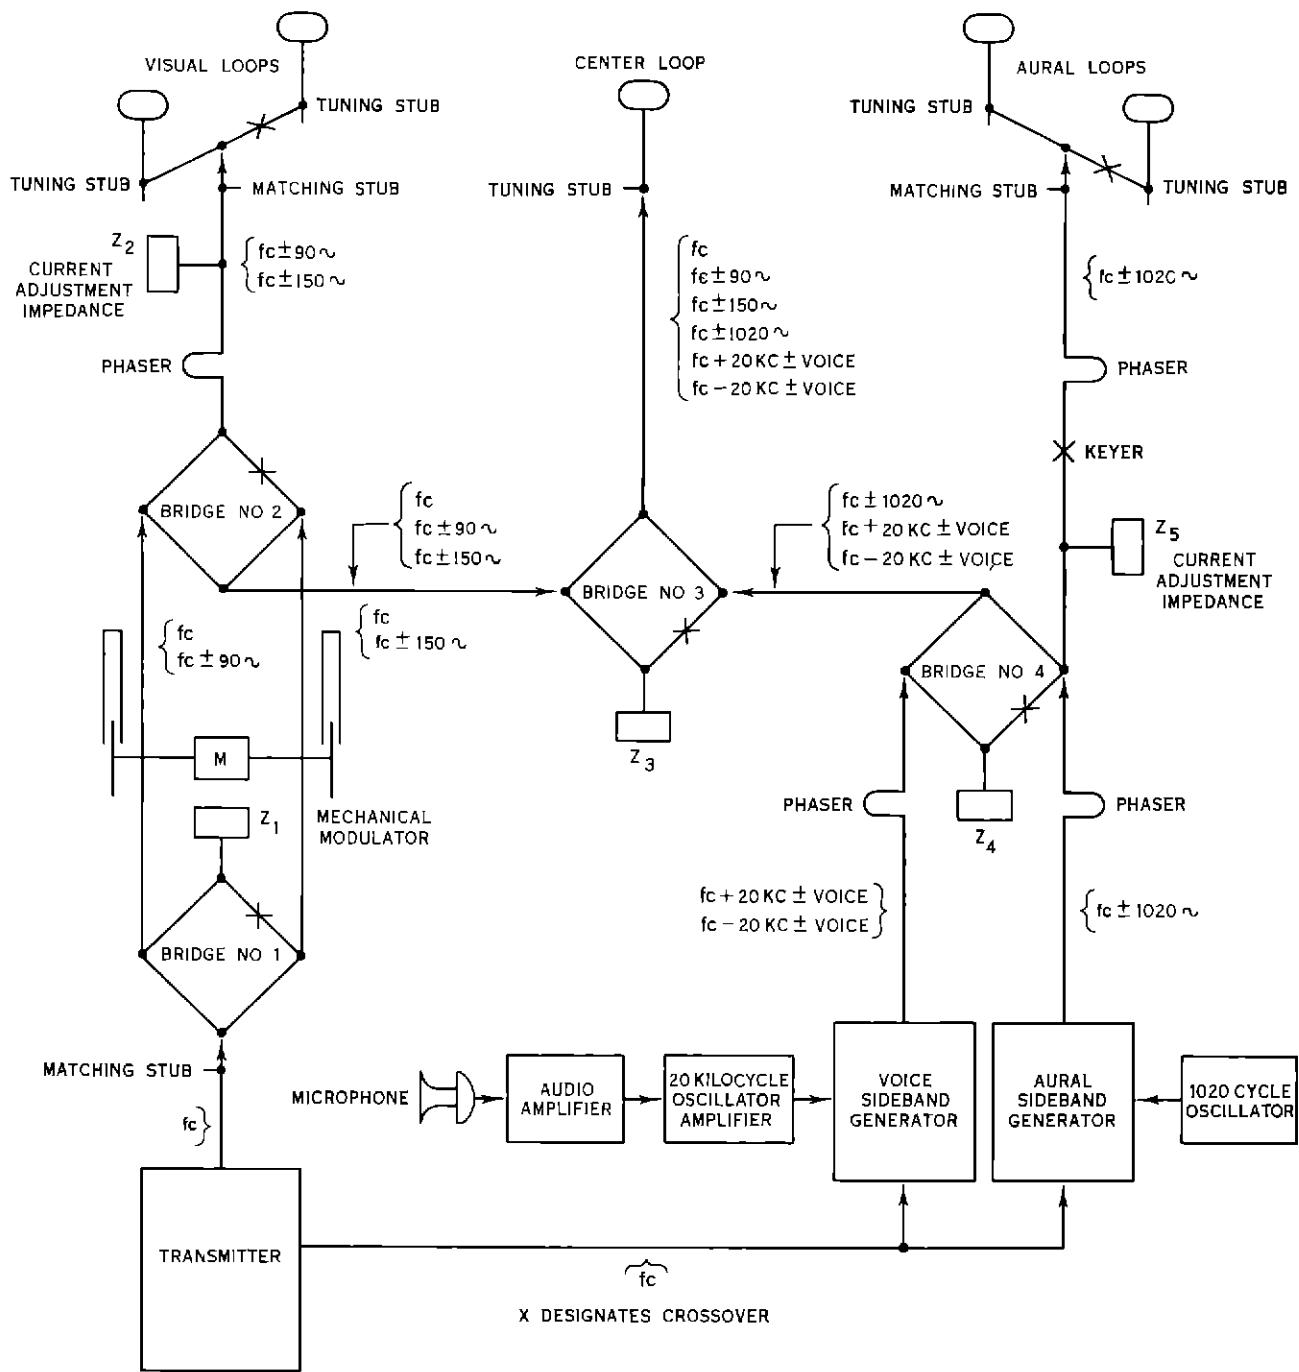 VISUAL LOOPS
CENTER LOOP
AURAL LOOPS
TUNING STUB
TUNING STUB
TUNING STUB
MATCHING STUB
TUNING STUB
MATCHING STUB
TUNING STUB
Z2
CURRENT
ADJUSTMENT
IMPEDANCE
fc ± 90 ~
fc ± 150 ~
fc
fc ± 90 ~
fc ± 150 ~
fc ± 1020 ~
fc + 20 KC ± VOICE
fc - 20 KC ± VOICE
fc ± 1020 ~
PHASER
PHASER
KEYER
BRIDGE NO 2
fc
fc ± 90 ~
fc ± 150 ~
fc ± 1020 ~
fc + 20 KC ± VOICE
fc - 20 KC ± VOICE
Z5
CURRENT
ADJUSTMENT
IMPEDANCE
BRIDGE NO 3
fc
fc ± 90 ~
fc
fc ± 150 ~
BRIDGE NO 4
M
Z3
MECHANICAL
MODULATOR
Z1
PHASER
Z4
PHASER
BRIDGE NO 1
fc + 20 KC ± VOICE
fc - 20 KC ± VOICE
fc ± 1020 ~
MATCHING STUB
fc
MICROPHONE
AUDIO
AMPLIFIER
20 KILOCYCLE
OSCILLATOR
AMPLIFIER
VOICE
SIDEBAND
GENERATOR
AURAL
SIDEBAND
GENERATOR
1020 CYCLE
OSCILLATOR
TRANSMITTER
fc
X DESIGNATES CROSSOVER